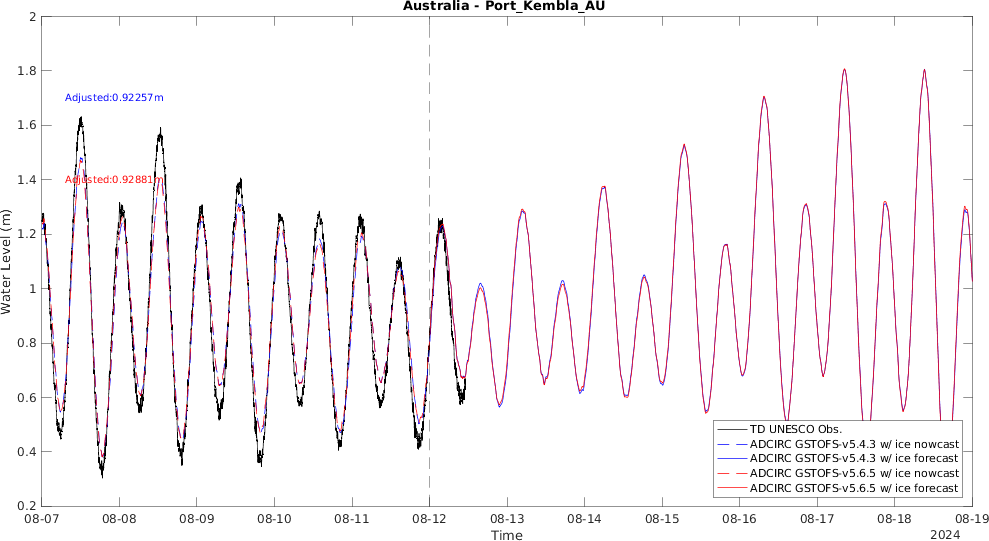 Australia - Port_Kembla_AU
2
1.8
1.6
1.4
1.2
1
0.8
0.6
0.4
0.2
Water Level (m)
Adjusted:0.92257m
Adjusted:0.92881m
TD UNESCO Obs.
ADCIRC GSTOFS-v5.4.3 w/ ice nowcast
ADCIRC GSTOFS-v5.4.3 w/ ice forecast
ADCIRC GSTOFS-v5.6.5 w/ ice nowcast
ADCIRC GSTOFS-v5.6.5 w/ ice forecast
08-07 08-08 08-09 08-10 08-11 08-12 08-13 08-14 08-15 08-16 08-17 08-18 08-19
Time
2024